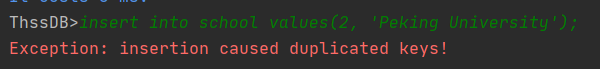 ThssDB>insert into school values(2, 'Peking University');
Exception: insertion caused duplicated keys!